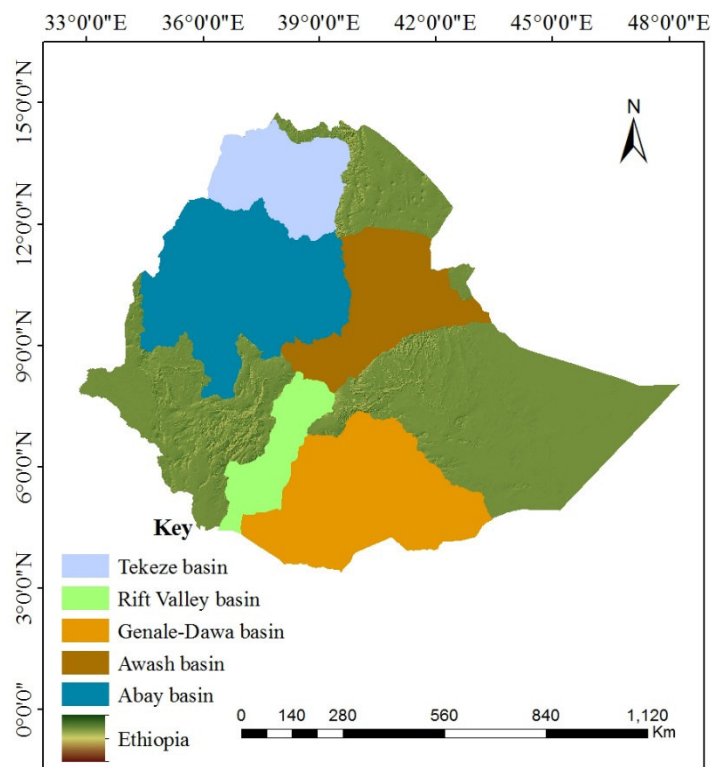 33°0'0"E 36°0'0"E 39°0'0"E 42°0'0"E 45°0'0"E 48°0'0"E
15°0'0"N
12°0'0"N
9°0'0"N
6°0'0"N
3°0'0"N
0°0'0"
N
Key
Tekeze basin
Rift Valley basin
Genale-Dawa basin
Awash basin
Abay basin
Ethiopia
0 140 280 560 840 1,120
Km